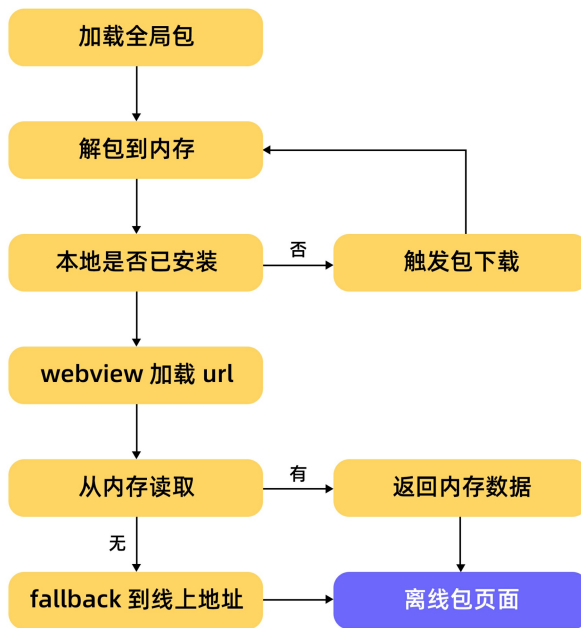 加载全局包
解包到内存
本地是否已安装
否
触发包下载
webview 加载 url
从内存读取
有
返回内存数据
无
fallback 到线上地址
离线包页面